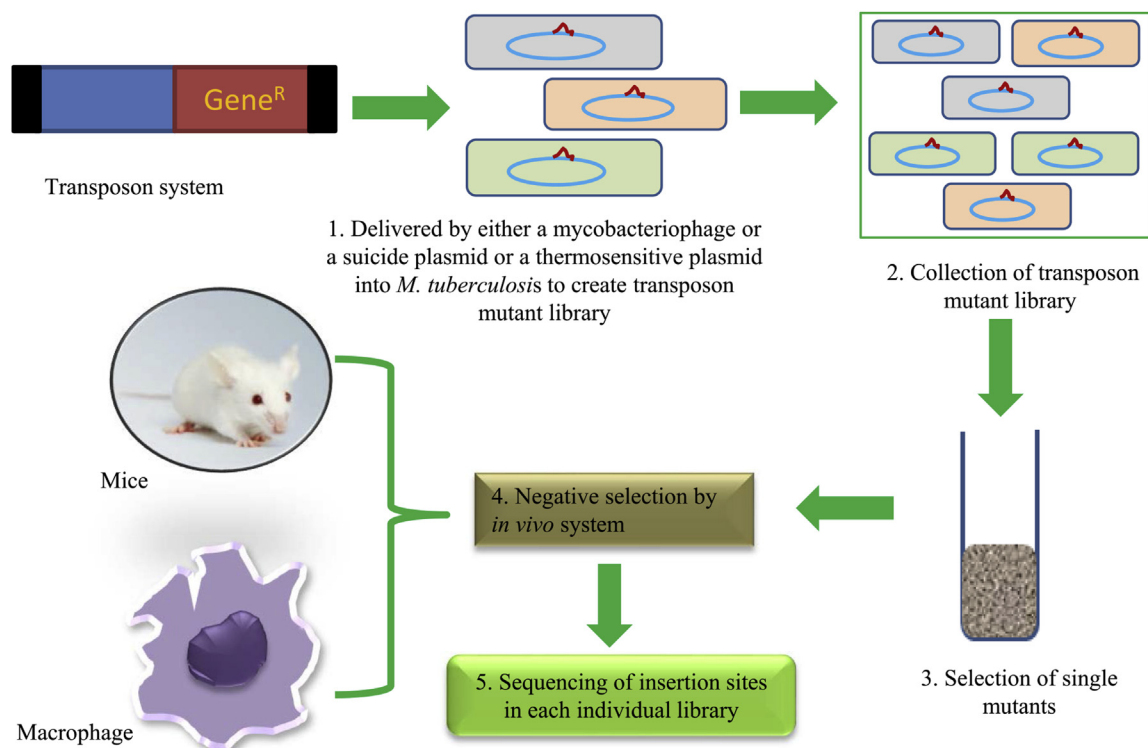 Gene^R
Transposon system
1. Delivered by either a mycobacteriophage or
a suicide plasmid or a thermosensitive plasmid
into M. tuberculosis to create transposon
mutant library
2. Collection of transposon
mutant library
3. Selection of single
mutants
4. Negative selection by
in vivo system
5. Sequencing of insertion sites
in each individual library
Mice
Macrophage